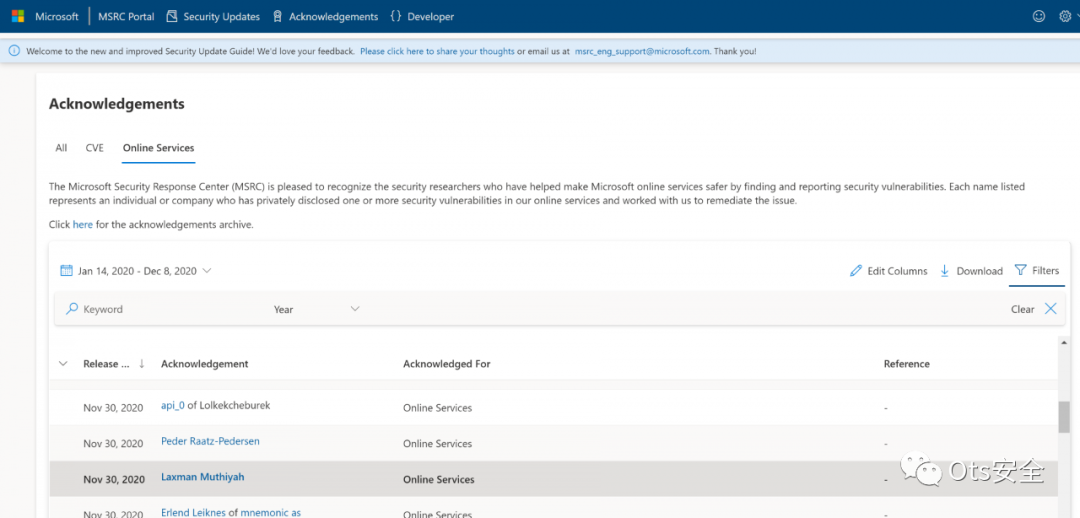 Microsoft MSRC Portal Security Updates Acknowledgements {} Developer
Welcome to the new and improved Security Update Guide! We'd love your feedback. Please click here to share your thoughts or email us at msrc_eng_support@microsoft.com. Thank you!
Acknowledgements
All CVE Online Services
The Microsoft Security Response Center (MSRC) is pleased to recognize the security researchers who have helped make Microsoft online services safer by finding and reporting security vulnerabilities. Each name listed
represents an individual or company who has privately disclosed one or more security vulnerabilities in our online services and worked with us to remediate the issue.
Click here for the acknowledgements archive.
Jan 14, 2020 - Dec 8, 2020 Edit Columns Download Filters
Keyword Year Clear
Release ... ↓ Acknowledgement Acknowledged For Reference
Nov 30, 2020 api_0 of Lolkekcheburek Online Services -
Nov 30, 2020 Peder Raatz-Pedersen Online Services -
Nov 30, 2020 Laxman Muthiyah Online Services -
Ots安全
Nov 30, 2020 Erlend Leiknes of mnemonic as Online Services -